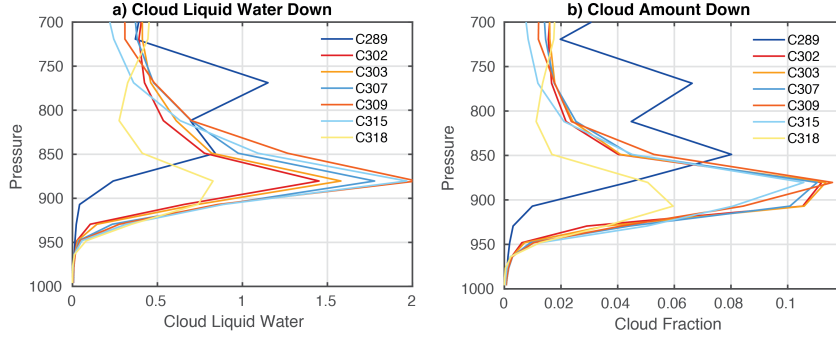 a) Cloud Liquid Water Down
700
750
800
850
900
950
1000
Pressure
0
0.5
1
1.5
2
Cloud Liquid Water
C289
C302
C303
C307
C309
C315
C318
b) Cloud Amount Down
700
750
800
850
900
950
1000
Pressure
0
0.02
0.04
0.06
0.08
0.1
Cloud Fraction
C289
C302
C303
C307
C309
C315
C318